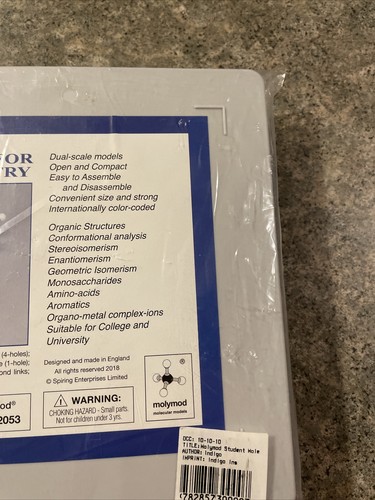 FOR
TRY
Dual-scale models
Open and Compact
Easy to Assemble
and Disassemble
Convenient size and strong
Internationally color-coded
Organic Structures
Conformational analysis
Stereoisomerism
Enantiomerism
Geometric Isomerism
Monosaccharides
Amino-acids
Aromatics
Organo-metal complex-ions
Suitable for College and
University
(4-holes);
(1-hole);
ond links;
Designed and made in England
All rights reserved 2018
© Spiring Enterprises Limited
od®
2053
WARNING:
CHOKING HAZARD - Small parts.
Not for children under 3 yrs.
®
molymod
molecular models
DCC: 10-10-10
TITLE:Molymod Student Mole
AUTHOR: Indigo
IMPRINT: Indigo Ins